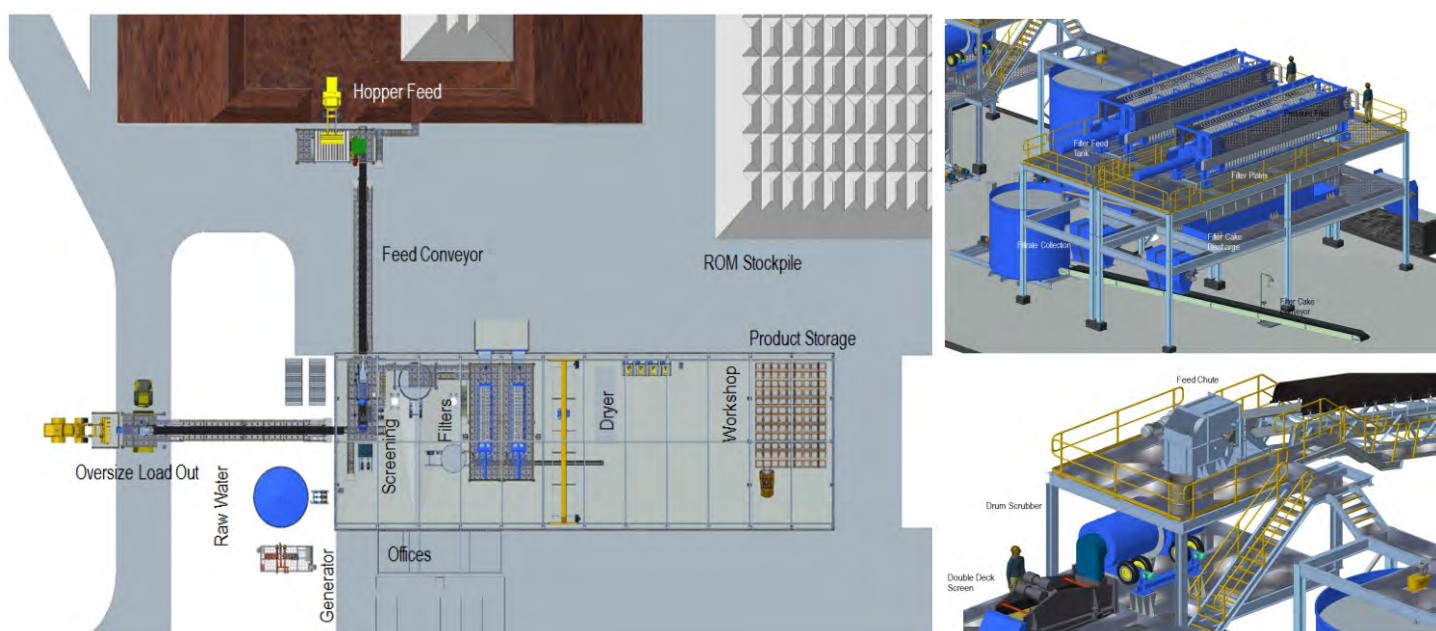 Hopper Feed
Feed Conveyor
ROM Stockpile
Product Storage
Screening
Filters
Dryer
Workshop
Oversize Load Out
Raw Water
Generator
Offices
Pressure Filter
Filter Feed
Tank
Filter Plates
Filtrate Collection
Filter Cake
Discharge
Filter Cake
Conveyor
Feed Chute
Drum Scrubber
Double Deck
Screen